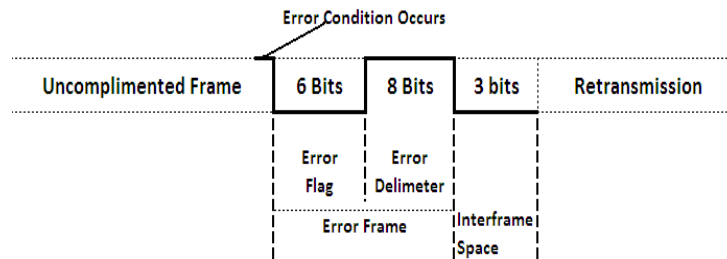 Error Condition Occurs
Uncomplimented Frame
6 Bits
8 Bits
3 bits
Retransmission
Error
Flag
Error
Delimeter
Error Frame
Interframe
Space